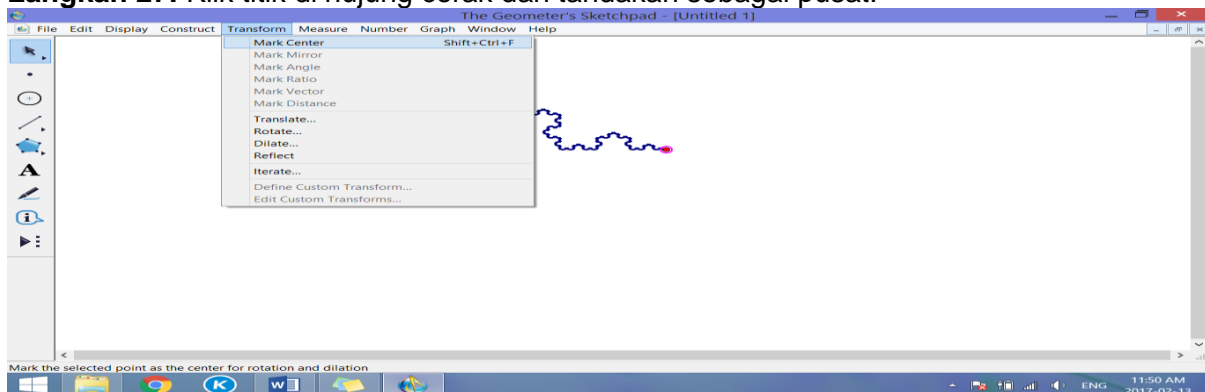 Klik titik di hujung corak dan tandakan sebagai pusat.
The Geometer's Sketchpad - [Untitled 1]
File Edit Display Construct Transform Measure Number Graph Window Help
Mark Center Shift+Ctrl+F
Mark Mirror
Mark Angle
Mark Ratio
Mark Vector
Mark Distance
Translate...
Rotate...
Dilate...
Reflect
Iterate...
Define Custom Transform...
Edit Custom Transforms...
A
Mark the selected point as the center for rotation and dilation
ENG
11:50 AM
2017-02-13